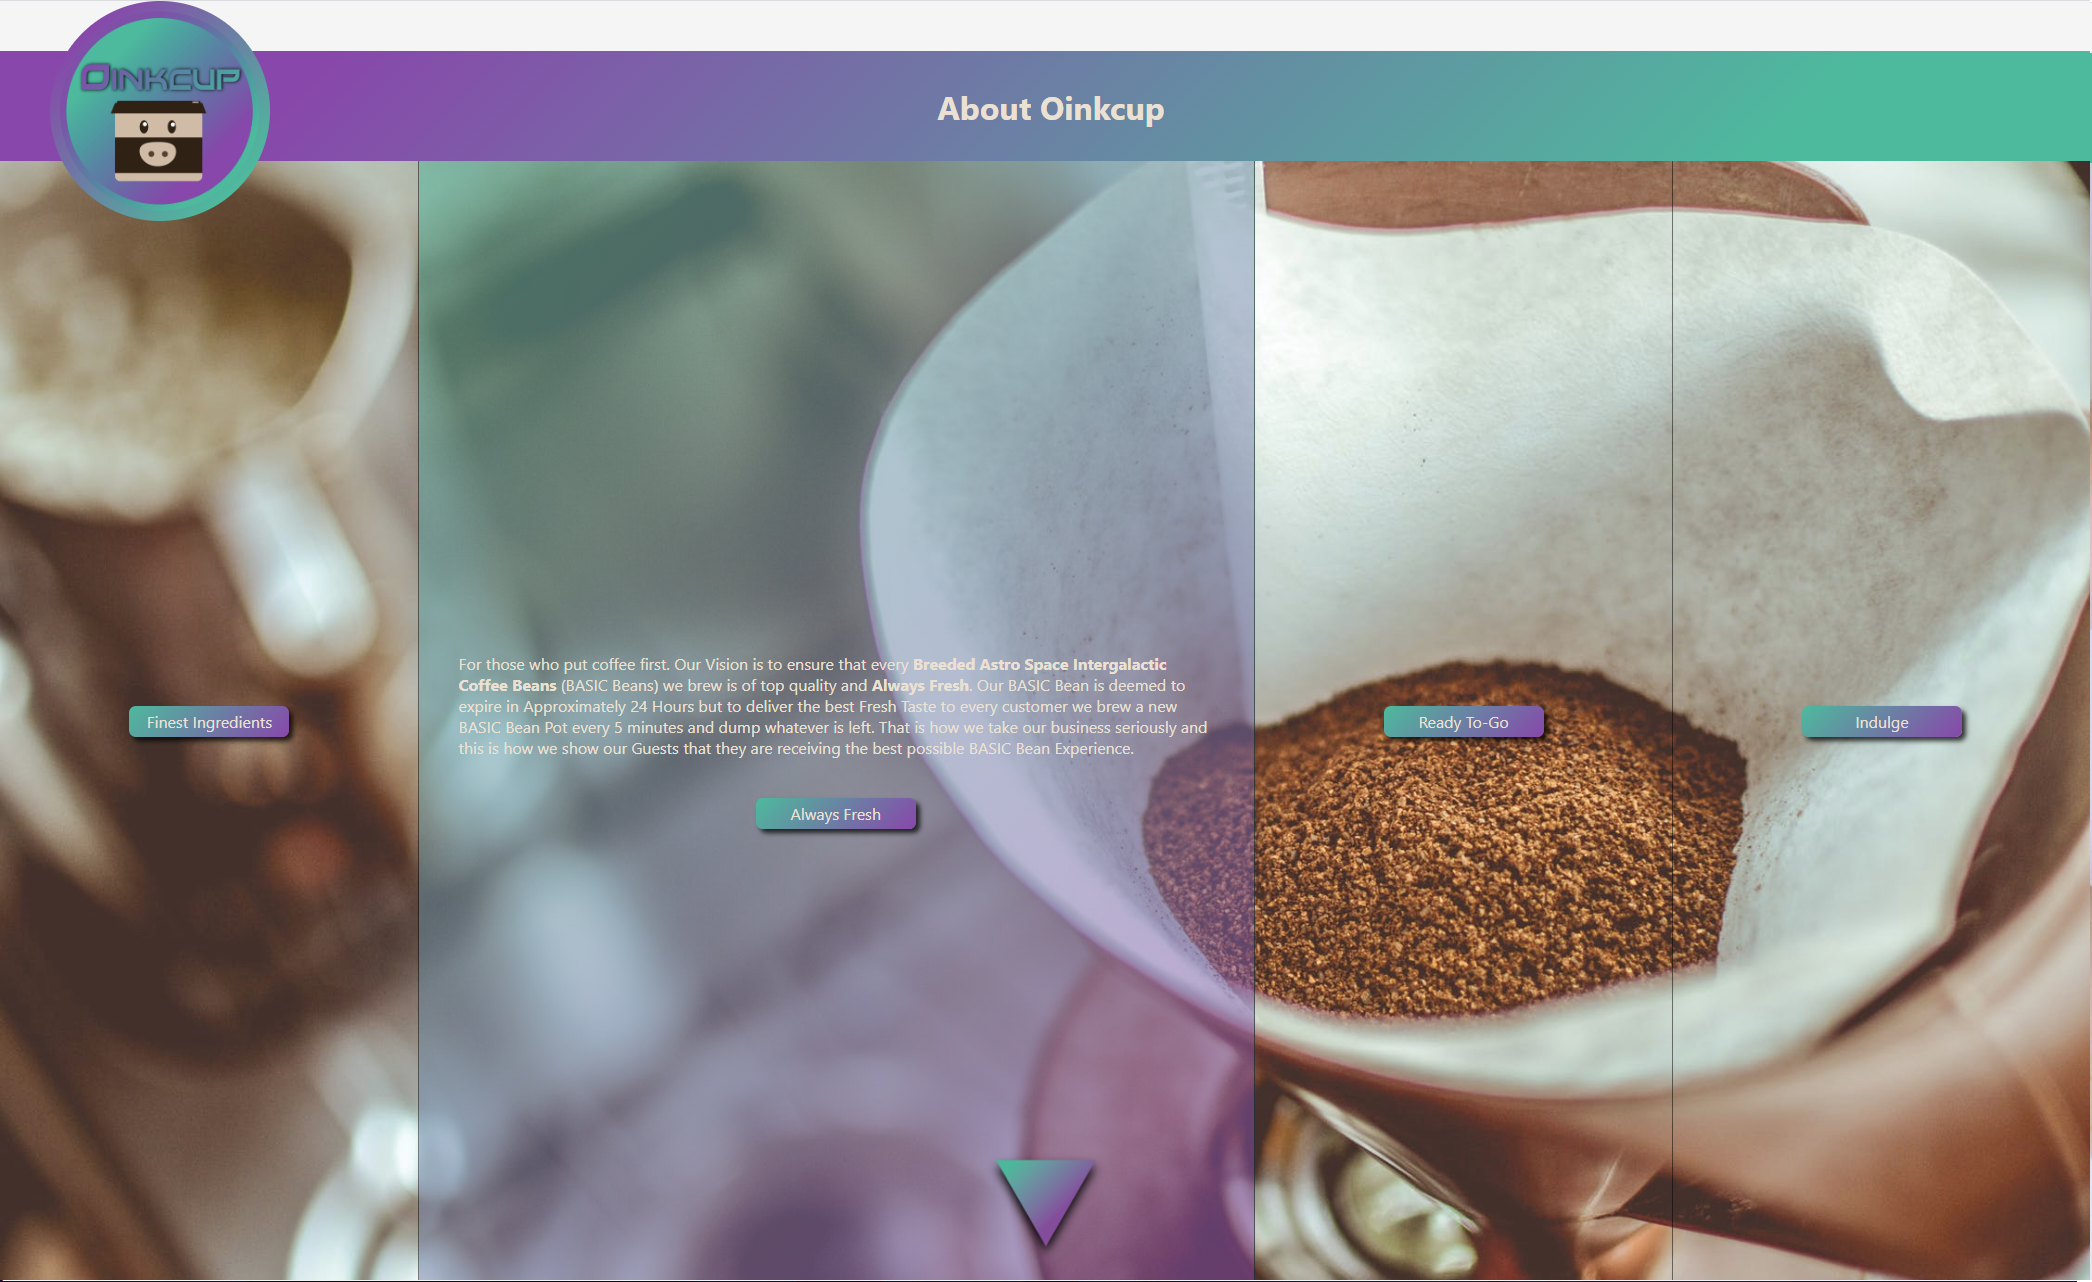 Oinkcup
About Oinkcup
For those who put coffee first. Our Vision is to ensure that every Breeded Astro Space Intergalactic
Coffee Beans (BASIC Beans) we brew is of top quality and Always Fresh. Our BASIC Bean is deemed to
expire in Approximately 24 Hours but to deliver the best Fresh Taste to every customer we brew a new
BASIC Bean Pot every 5 minutes and dump whatever is left. That is how we take our business seriously and
this is how we show our Guests that they are receiving the best possible BASIC Bean Experience.
Finest Ingredients
Always Fresh
Ready To-Go
Indulge